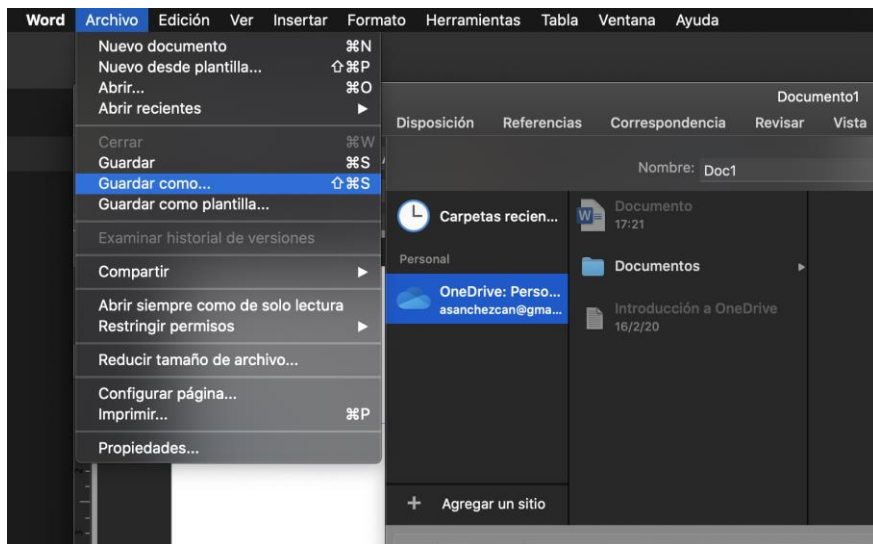 Word Archivo Edición Ver Insertar Formato Herramientas Tabla Ventana Ayuda
Nuevo documento ⌘N
Nuevo desde plantilla... ⇧⌘P
Abrir... ⌘O
Abrir recientes ▶
Cerrar ⌘W
Guardar ⌘S
Guardar como... ⇧⌘S
Guardar como plantilla...
Examinar historial de versiones
Compartir ▶
Abrir siempre como de solo lectura
Restringir permisos ▶
Reducir tamaño de archivo...
Configurar página...
Imprimir... ⌘P
Propiedades...
Documento1
Disposición Referencias Correspondencia Revisar Vista
Nombre: Doc1
Carpetas recien...
Personal
OneDrive: Perso...
asanchezcan@gma...
Agregar un sitio
Documento
17:21
Documentos
Introducción a OneDrive
16/2/20